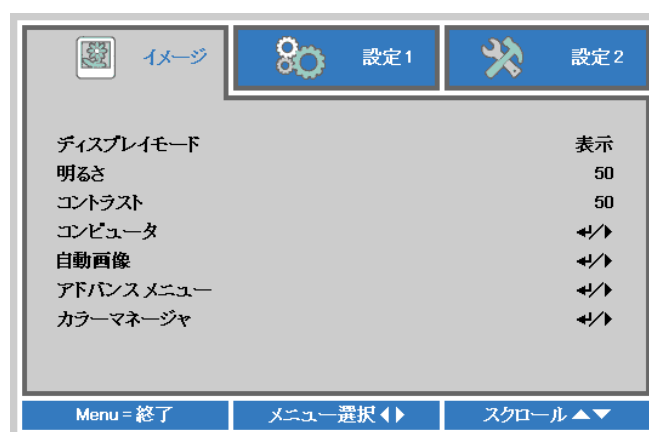 イメージ
設定1
設定2
ディスプレイモード 表示
明るさ 50
コントラスト 50
コンピュータ ↵/▶
自動画像 ↵/▶
アドバンスメニュー ↵/▶
カラーマネージャ ↵/▶
Menu = 終了
メニュー選択◀▶
スクロール▲▼